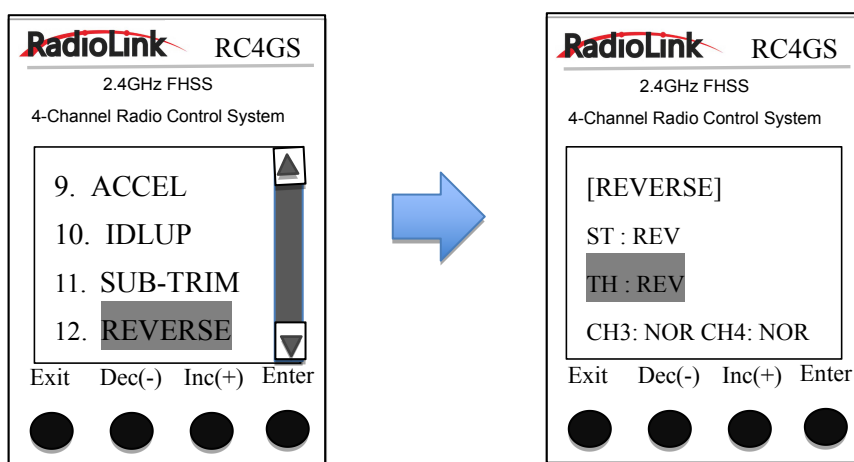 RadioLink RC4GS
2.4GHz FHSS
4-Channel Radio Control System
9. ACCEL
10. IDLUP
11. SUB-TRIM
12. REVERSE
Exit Dec(-) Inc(+) Enter
RadioLink RC4GS
2.4GHz FHSS
4-Channel Radio Control System
[REVERSE]
ST : REV
TH : REV
CH3: NOR CH4: NOR
Exit Dec(-) Inc(+) Enter